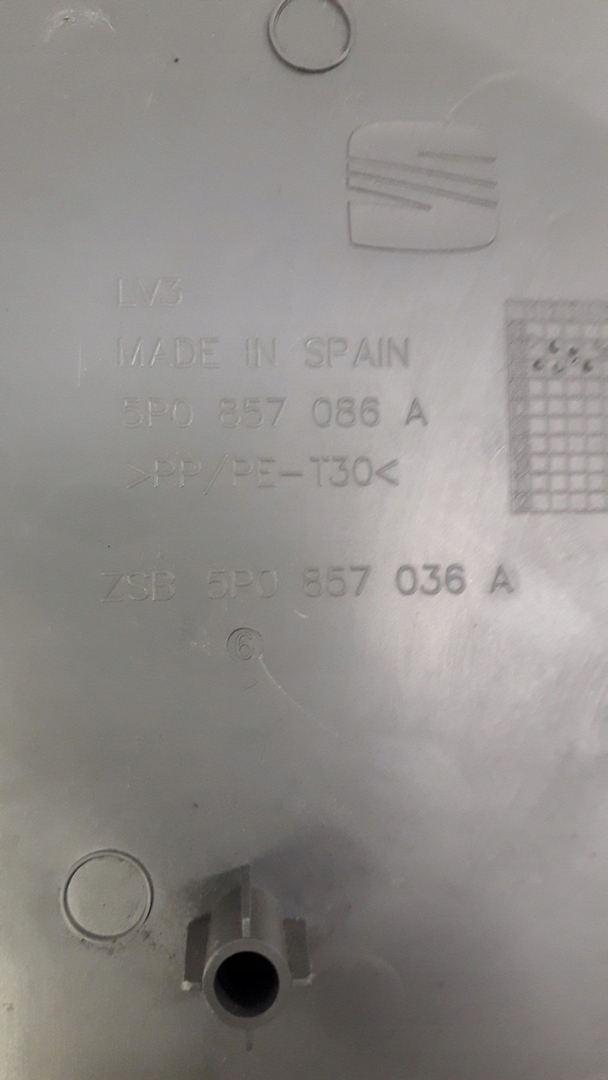 LV3
MADE IN SPAIN
5P0 857 086 A
>PP/PE-T30<
ZSB 5P0 857 036 A
6